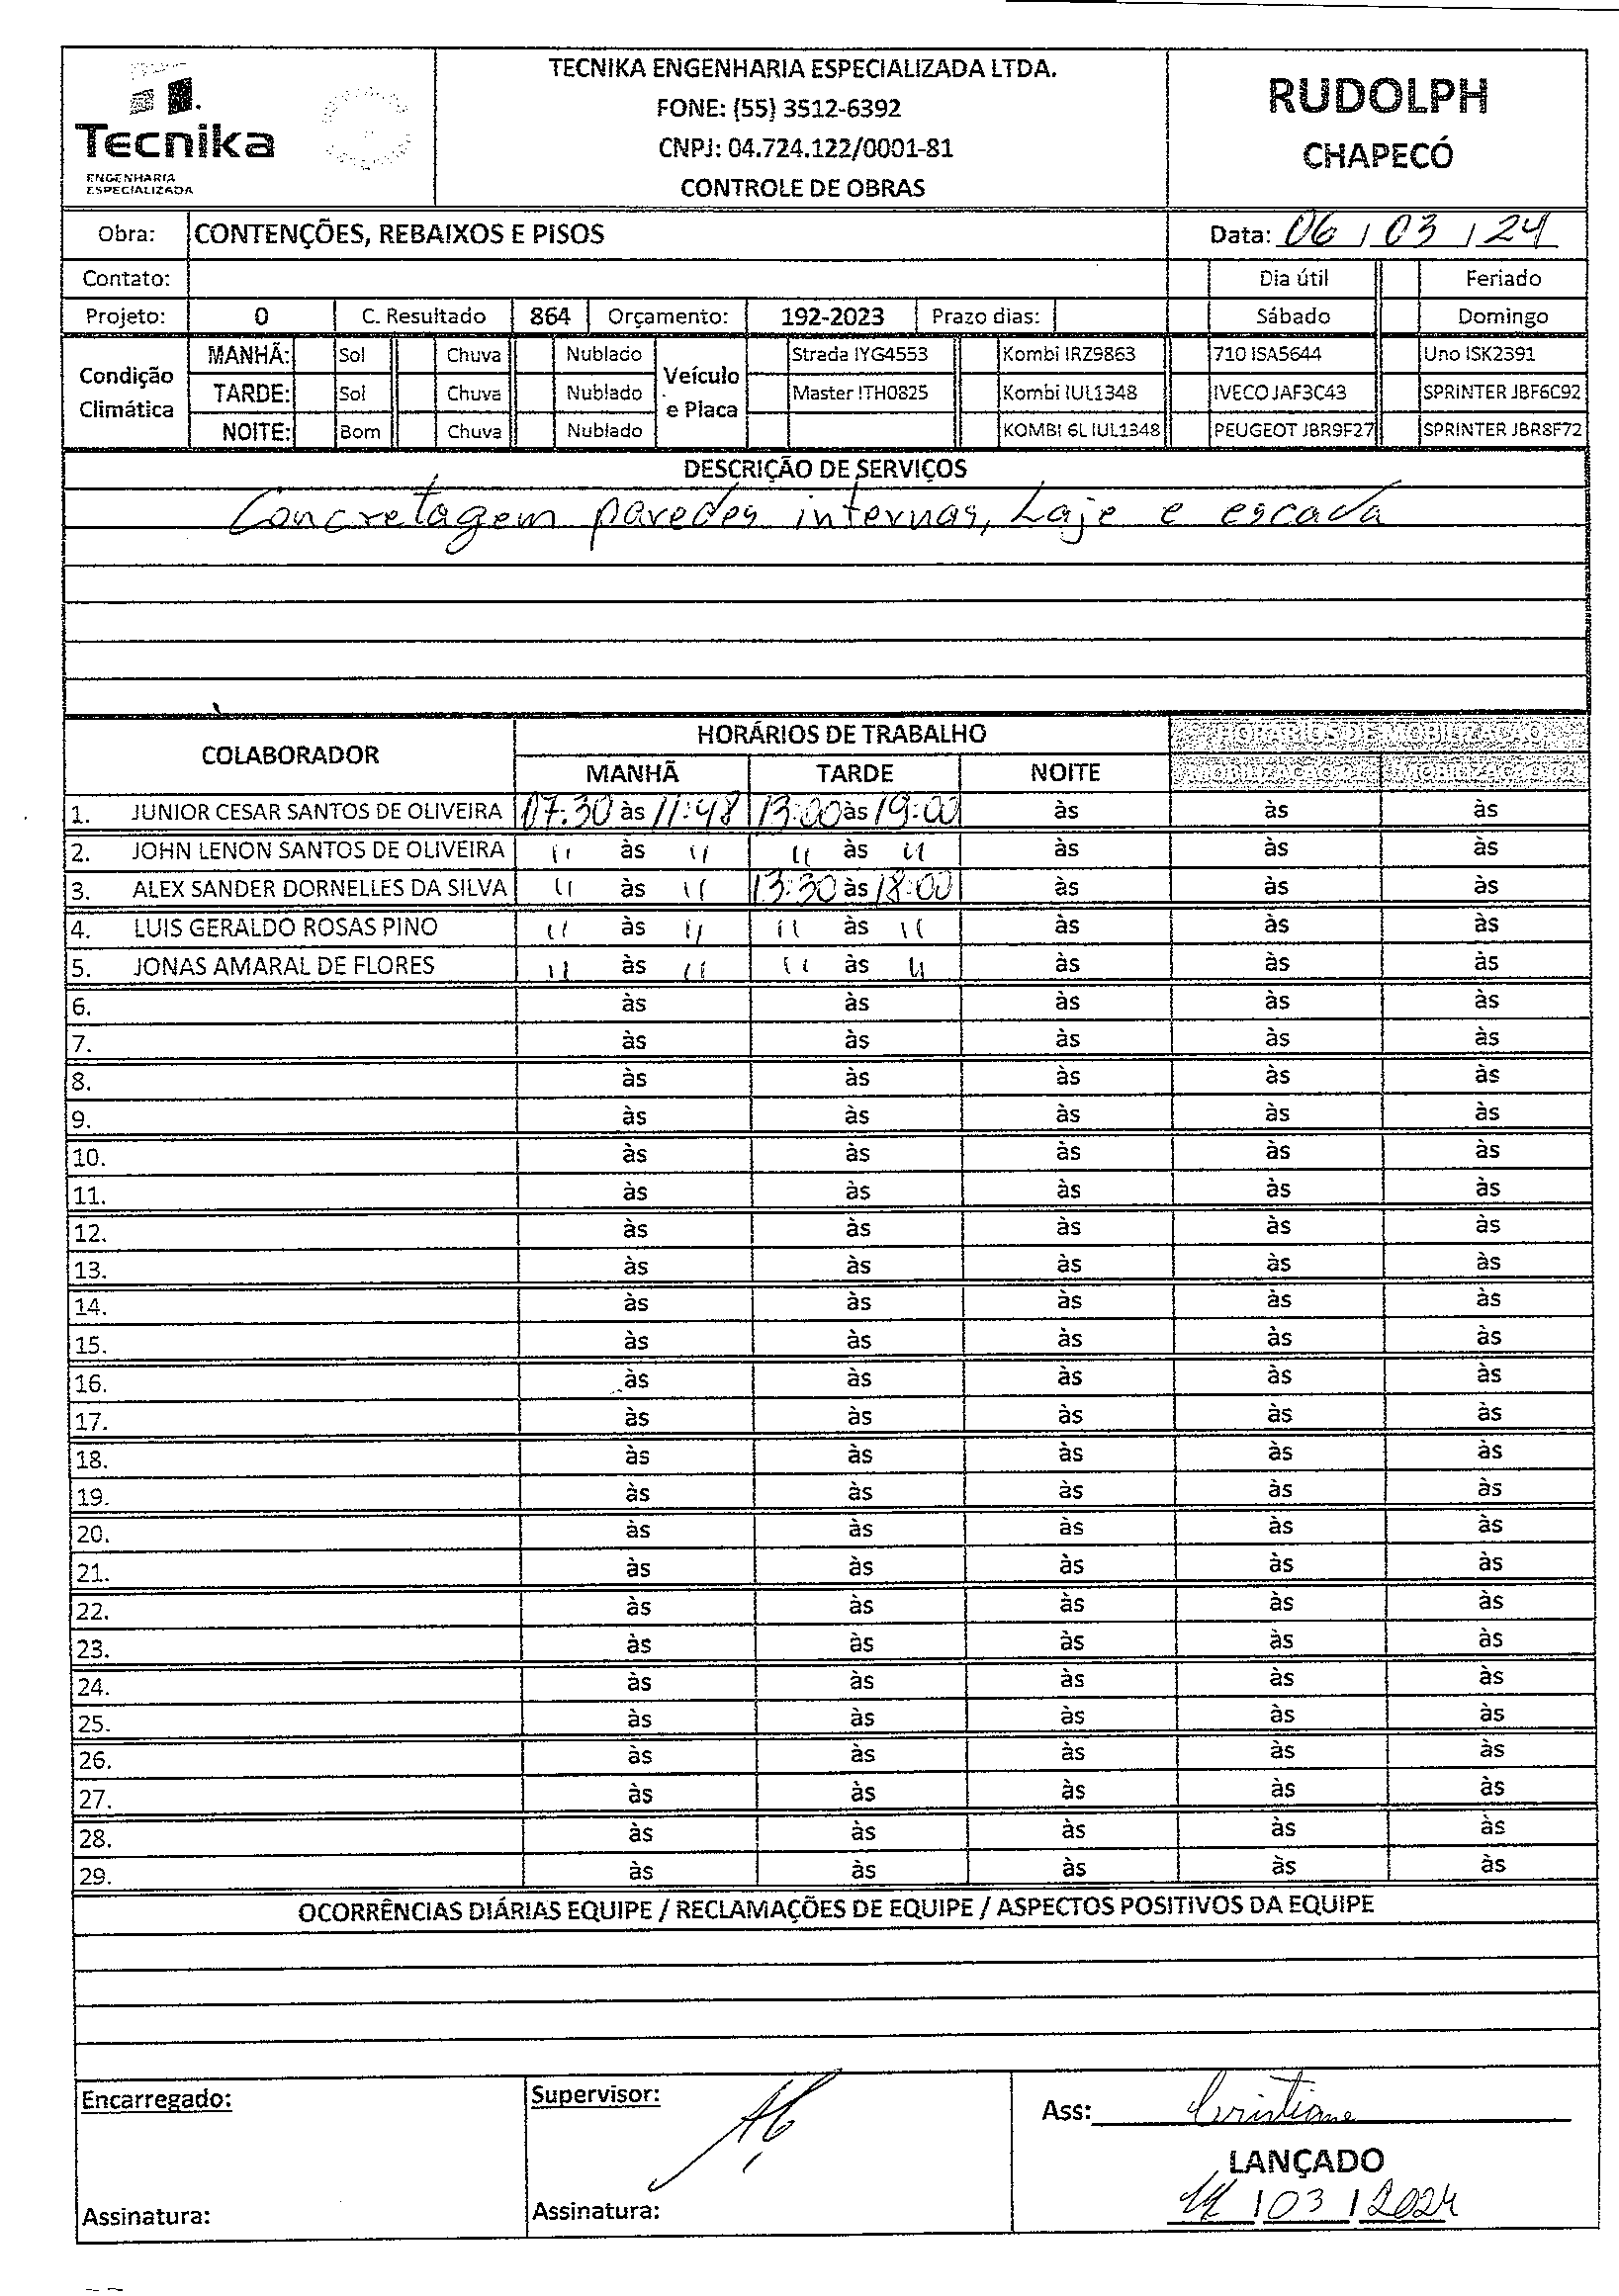 Tecnika
ENGENHARIA
ESPECIALIZADA
TECNIKA ENGENHARIA ESPECIALIZADA LTDA.
FONE: (55) 3512-6392
CNPJ: 04.724.122/0001-81
CONTROLE DE OBRAS
RUDOLPH
CHAPECÓ
Obra: CONTENÇÕES, REBAIXOS E PISOS Data: 06 / 03 / 24
Contato: Dia útil Feriado
Projeto: 0 C. Resultado 864 Orçamento: 192-2023 Prazo dias: Sábado Domingo
Condição Climática
MANHÃ: Sol Chuva Nublado
TARDE: Sol Chuva Nublado
NOITE: Bom Chuva Nublado
Veículo e Placa
Strada IYG4553 Kombi IRZ9863 710 ISA5644 Uno ISK2391
Master ITH0825 Kombi IUL1348 IVECO JAF3C43 SPRINTER JBF6C92
KOMBI 6L IUL1348 PEUGEOT JBR9F27 SPRINTER JBR8F72
DESCRIÇÃO DE SERVIÇOS
Concretagem paredes internas, Laje e escada
COLABORADOR HORÁRIOS DE TRABALHO HORÁRIOS DE MOBILIZAÇÃO
MANHÃ TARDE NOITE
1. JUNIOR CESAR SANTOS DE OLIVEIRA 07:30 às 11:48 13:00 às 19:00 às às às
2. JOHN LENON SANTOS DE OLIVEIRA " às " " às " às às às
3. ALEX SANDER DORNELLES DA SILVA " às " 13:30 às 18:00 às às às
4. LUIS GERALDO ROSAS PINO " às " " às " às às às
5. JONAS AMARAL DE FLORES " às " " às " às às às
6. às às às às às
7. às às às às às
8. às às às às às
9. às às às às às
10. às às às às às
11. às às às às às
12. às às às às às
13. às às às às às
14. às às às às às
15. às às às às às
16. às às às às às
17. às às às às às
18. às às às às às
19. às às às às às
20. às às às às às
21. às às às às às
22. às às às às às
23. às às às às às
24. às às às às às
25. às às às às às
26. às às às às às
27. às às às às às
28. às às às às às
29. às às às às às
OCORRÊNCIAS DIÁRIAS EQUIPE / RECLAMAÇÕES DE EQUIPE / ASPECTOS POSITIVOS DA EQUIPE
Encarregado: Supervisor: Ass: Cristiane
LANÇADO
/ 03 / 2024
Assinatura: Assinatura: